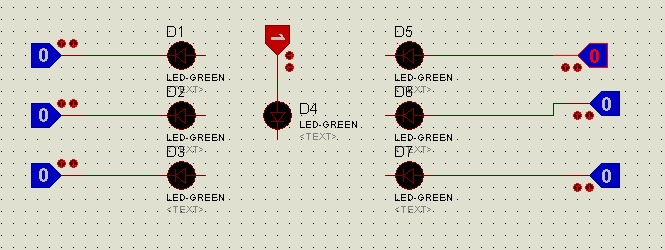 D1
0
LED-GREEN
<TEXT>
D2
0
LED-GREEN
<TEXT>
D3
0
LED-GREEN
<TEXT>
1
D4
LED-GREEN
<TEXT>
D5
0
LED-GREEN
<TEXT>
D6
0
LED-GREEN
<TEXT>
D7
0
LED-GREEN
<TEXT>